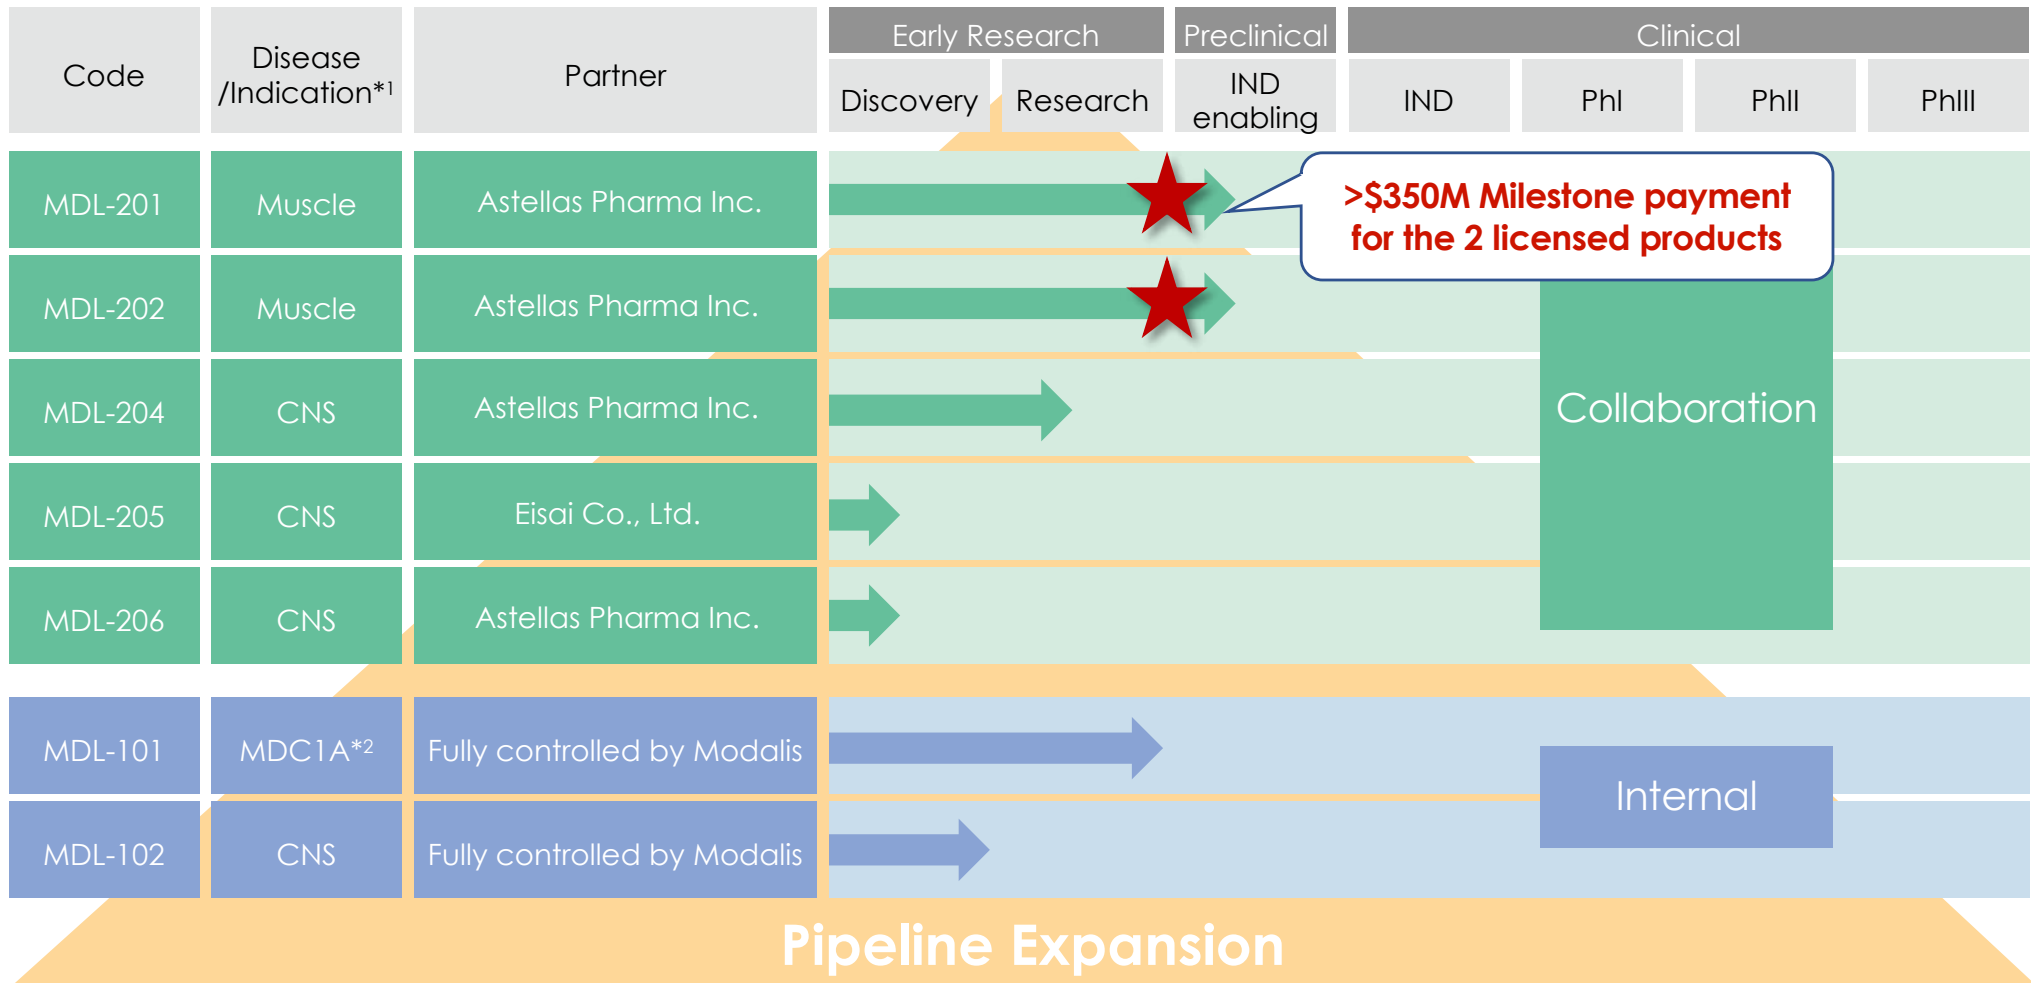 Code
Disease
/Indication*1
Partner
Early Research
Preclinical
Clinical
Discovery
Research
IND
enabling
IND
PhI
PhII
PhIII
MDL-201
Muscle
Astellas Pharma Inc.
>$350M Milestone payment
for the 2 licensed products
MDL-202
Muscle
Astellas Pharma Inc.
MDL-204
CNS
Astellas Pharma Inc.
Collaboration
MDL-205
CNS
Eisai Co., Ltd.
MDL-206
CNS
Astellas Pharma Inc.
MDL-101
MDC1A*2
Fully controlled by Modalis
Internal
MDL-102
CNS
Fully controlled by Modalis
Pipeline Expansion